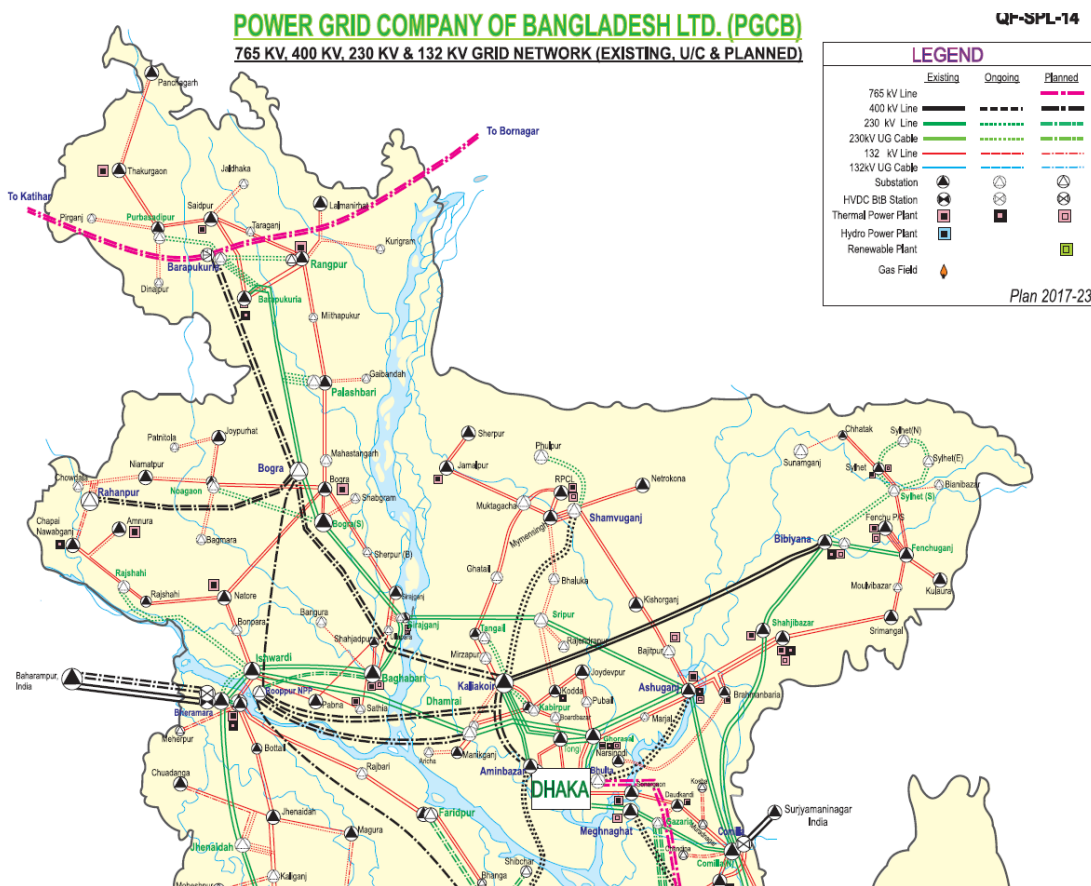 POWER GRID COMPANY OF BANGLADESH LTD. (PGCB)
765 KV, 400 KV, 230 KV & 132 KV GRID NETWORK (EXISTING, U/C & PLANNED)
QF-SPL-14
LEGEND
Existing Ongoing Planned
765 kV Line
400 kV Line
230 kV Line
230kV UG Cable
132 kV Line
132kV UG Cable
Substation
HVDC BtB Station
Thermal Power Plant
Hydro Power Plant
Renewable Plant
Gas Field
Plan 2017-23
Panchagarh
To Bornagar
Thakurgaon
Jaldhaka
To Katihar
Saidpur
Lalmonirhat
Pirganj
Purbasadipur
Taraganj
Kurigram
Barapukuria
Rangpur
Dinajpur
Barapukuria
Mithapukur
Gaibandah
Palashbari
Patnitola
Joypurhat
Sherpur
Phulpur
Chhatak
Sylhet(N)
Mahastangarh
Sunamganj
Sylhet
Sylhet(E)
Niamatpur
Bogra
Jamalpur
RPCL
Netrokona
Chowdala
Rahanpur
Noagaon
Bogra
Shabgram
Muktagacha
Shamvuganj
Sylhet (S)
Bianibazar
Chapai
Nawabganj
Amnura
Bogra(S)
Mymensingh
Fenchu P/S
Bagmara
Sherpur (B)
Bibiyana
Fenchuganj
Rajshahi
Ghatail
Bhaluka
Moulvibazar
Kulaura
Rajshahi
Natore
Sirajganj
Kishorganj
Bangura
Sirajganj
Sripur
Srimangal
Bonpara
Shahjadpur
Tangail
Rajendrapur
Shahjibazar
Ishwardi
Mirzapur
Bajitpur
Baharampur,
India
Baghabari
Kaliakoir
Joydevpur
Rooppur NPP
Kodda
Ashuganj
Brahmanbaria
Bheramara
Pabna
Sathia
Dhamrai
Kabirpur
Pubail
Boardbazar
Marjal
Meherpur
Ghorasal
Bottail
Aricha
Manikganj
Tongi
Narsingdi
Rajbari
Aminbazar
Bhulta
Chuadanga
DHAKA
Daudkandi
Surjyamaninagar
India
Jhenaidah
Faridpur
Meghnaghat
Gazaria
Magura
Jhenaidah
Chandina
Comilla(N)
Shibchar
Kaliganj
Bhanga